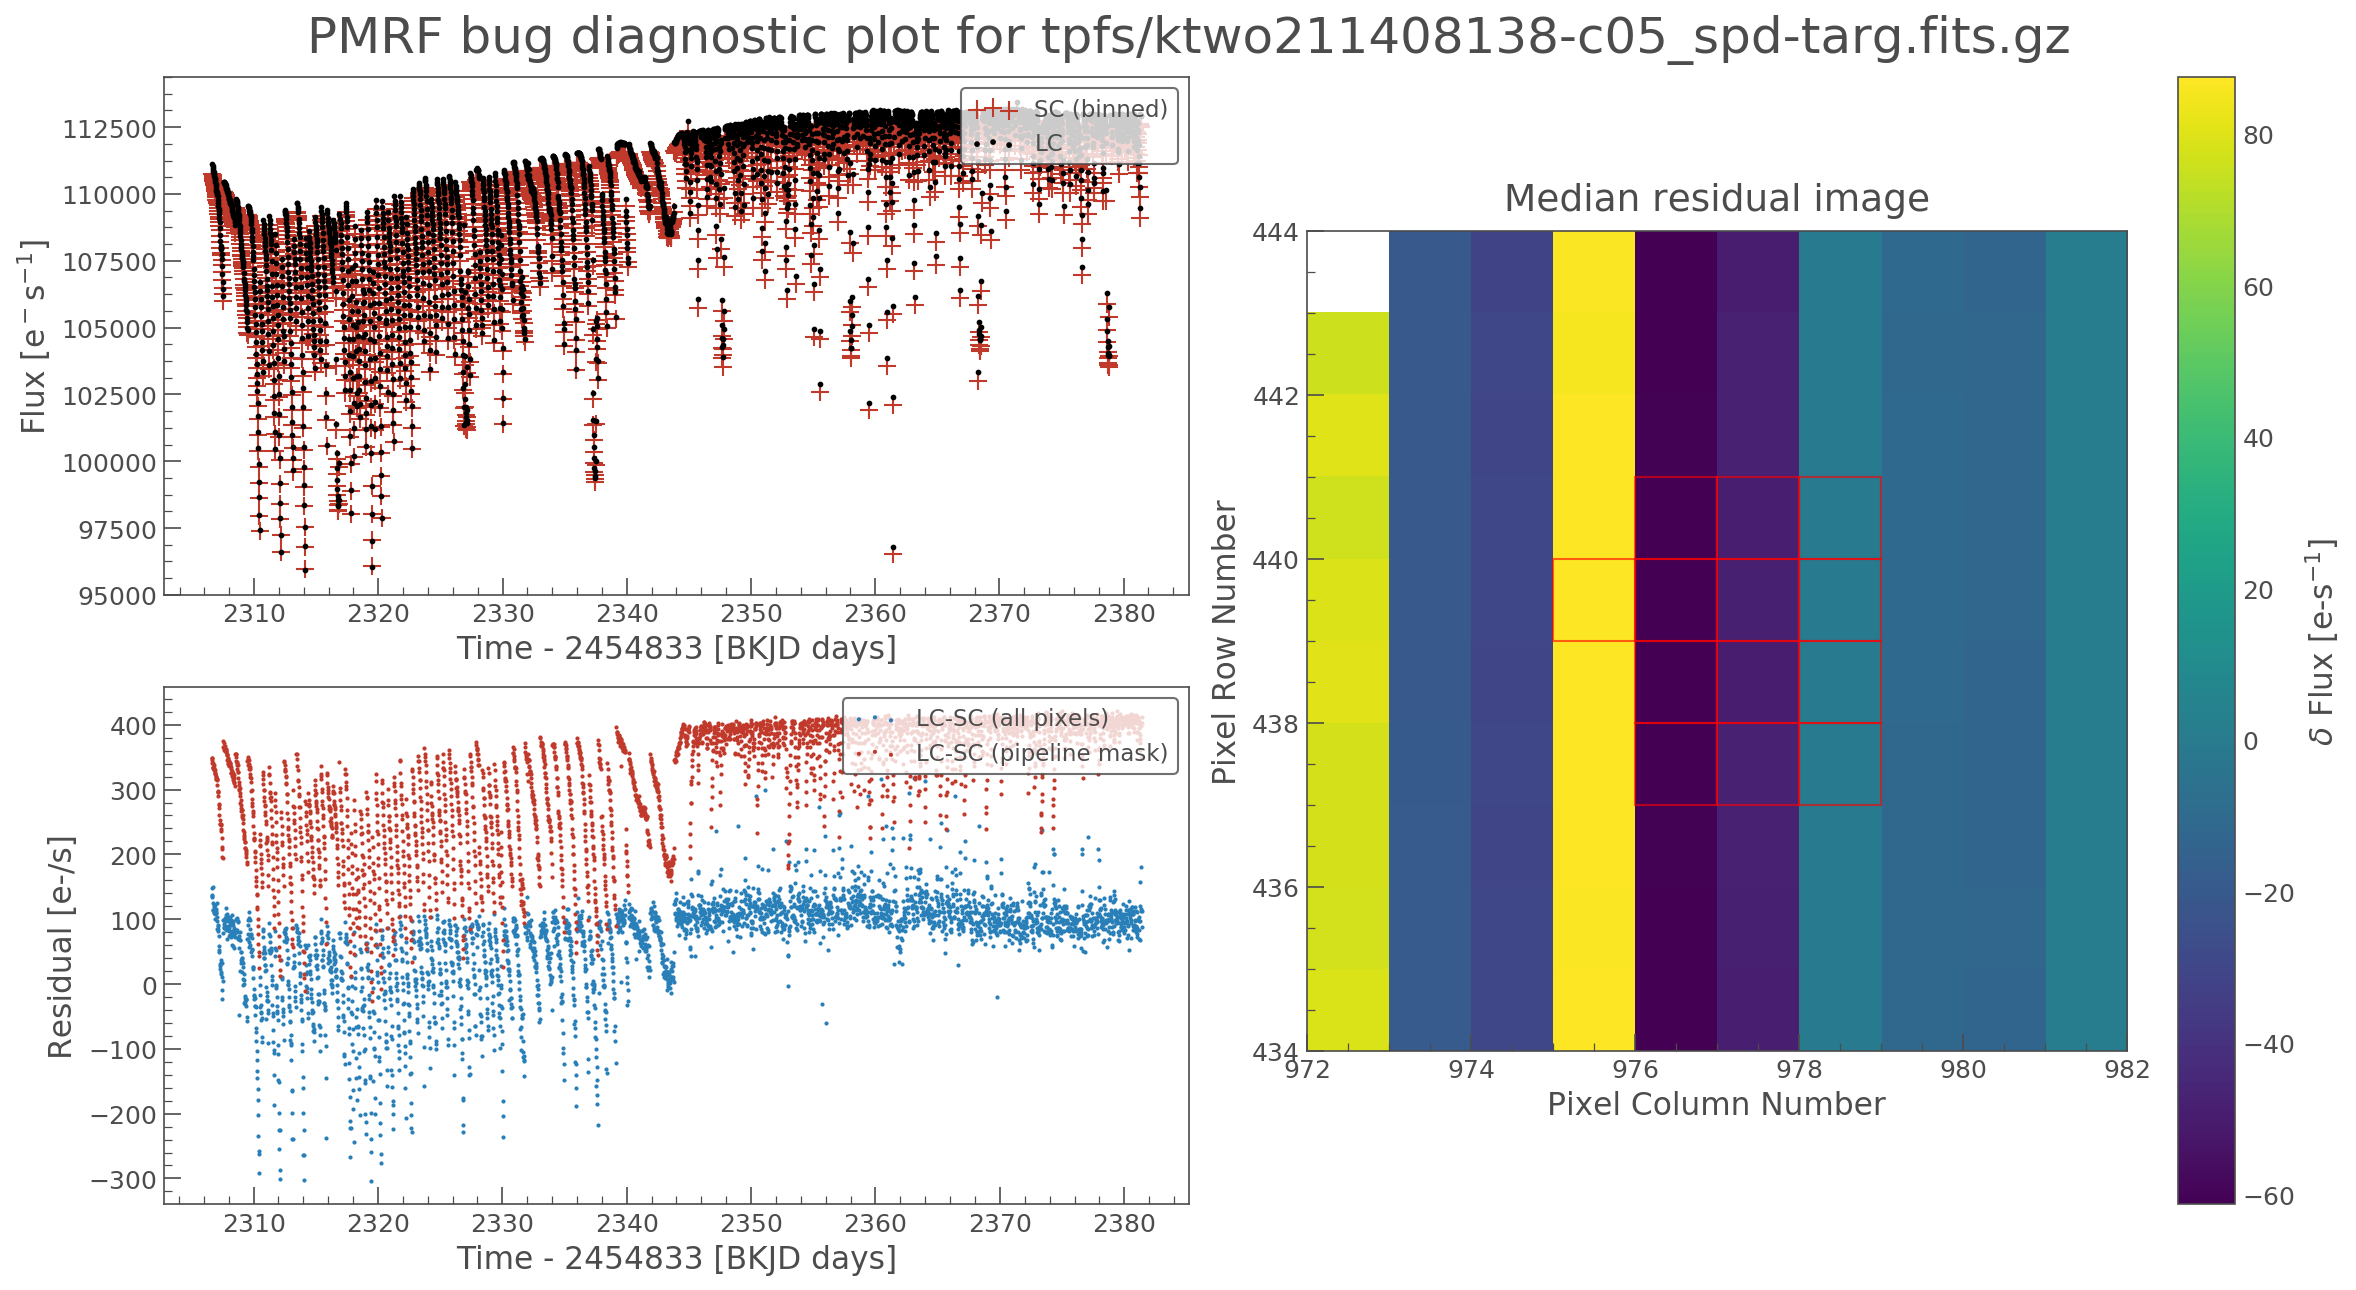 PMRF bug diagnostic plot for tpfs/ktwo211408138-c05_spd-targ.fits.gz
Flux [e⁻ s⁻¹]
112500
110000
107500
105000
102500
100000
97500
95000
SC (binned)
LC
2310 2320 2330 2340 2350 2360 2370 2380
Time - 2454833 [BKJD days]
Residual [e-/s]
400
300
200
100
0
−100
−200
−300
LC-SC (all pixels)
LC-SC (pipeline mask)
2310 2320 2330 2340 2350 2360 2370 2380
Time - 2454833 [BKJD days]
Median residual image
Pixel Row Number
444
442
440
438
436
434
972 974 976 978 980 982
Pixel Column Number
80
60
40
20
0
−20
−40
−60
δ Flux [e-s⁻¹]